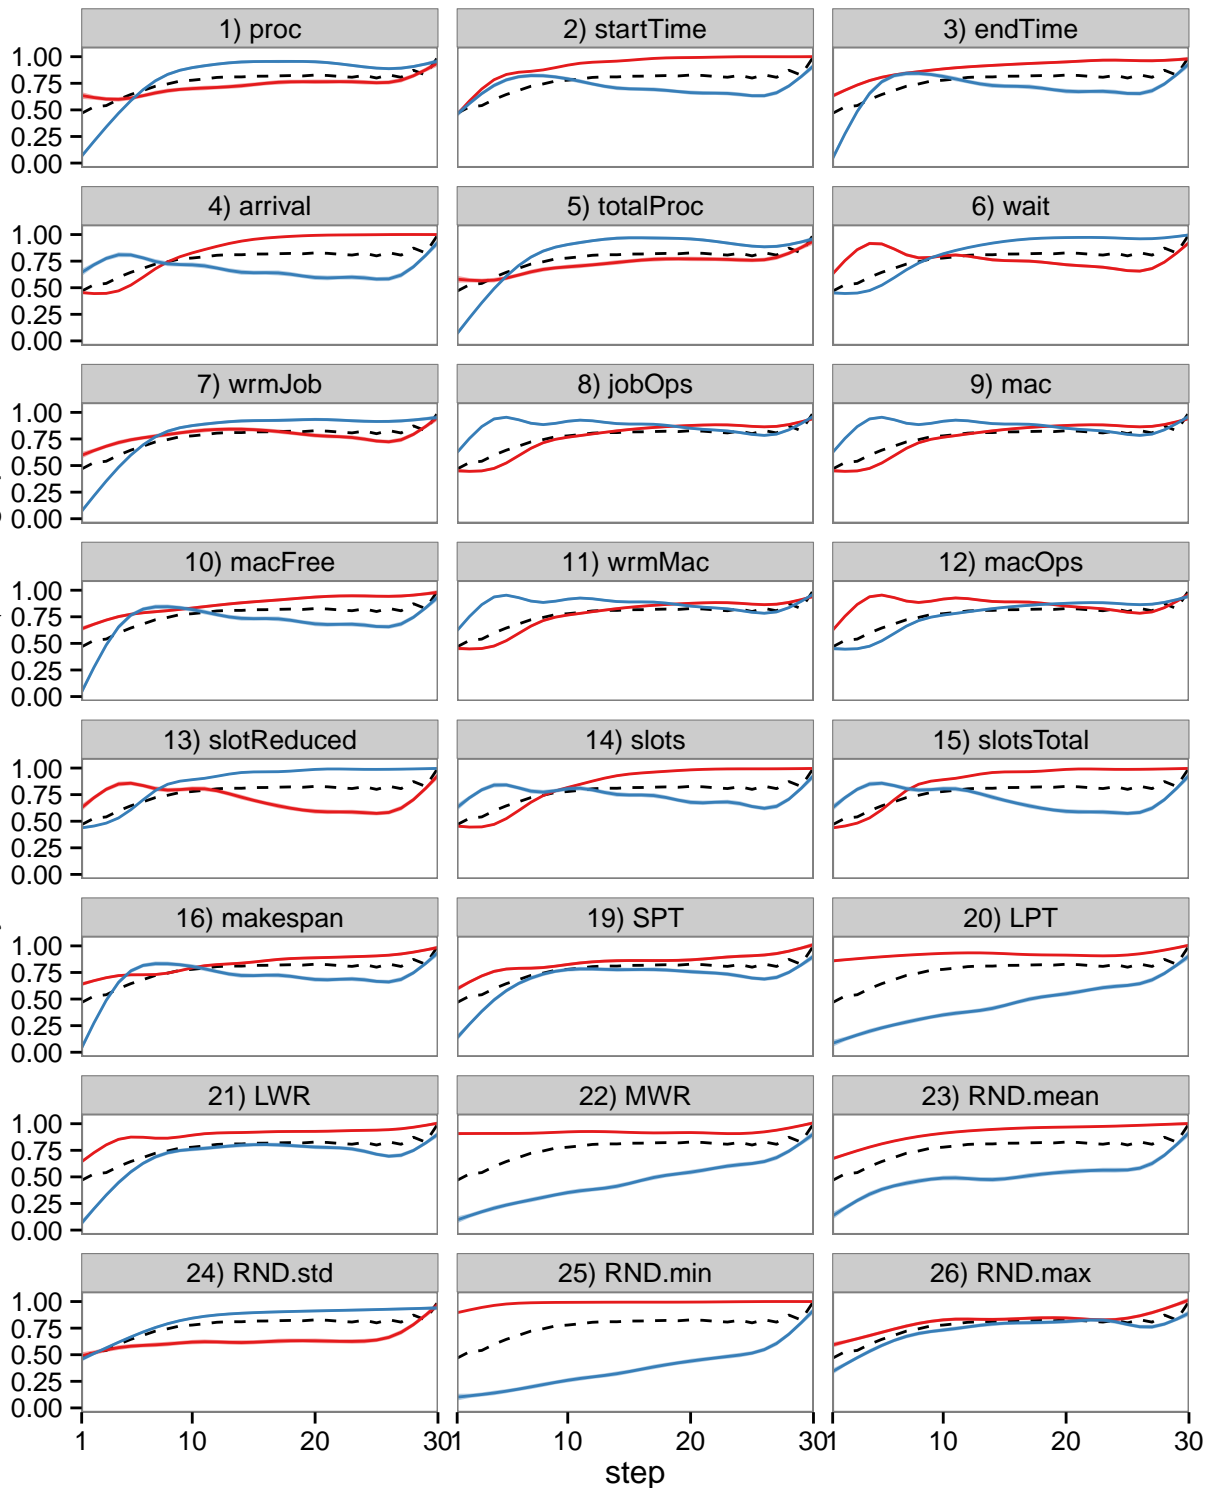 1) proc
2) startTime
3) endTime
1.00
0.75
0.50
0.25
0.00
4) arrival
5) totalProc
6) wait
1.00
0.75
0.50
0.25
0.00
7) wrmJob
8) jobOps
9) mac
1.00
0.75
0.50
0.25
0.00
10) macFree
11) wrmMac
12) macOps
1.00
0.75
0.50
0.25
0.00
13) slotReduced
14) slots
15) slotsTotal
1.00
0.75
0.50
0.25
0.00
16) makespan
19) SPT
20) LPT
1.00
0.75
0.50
0.25
0.00
21) LWR
22) MWR
23) RND.mean
1.00
0.75
0.50
0.25
0.00
24) RND.std
25) RND.min
26) RND.max
1.00
0.75
0.50
0.25
0.00
1 10 20 30 1 10 20 30 1 10 20 30
step